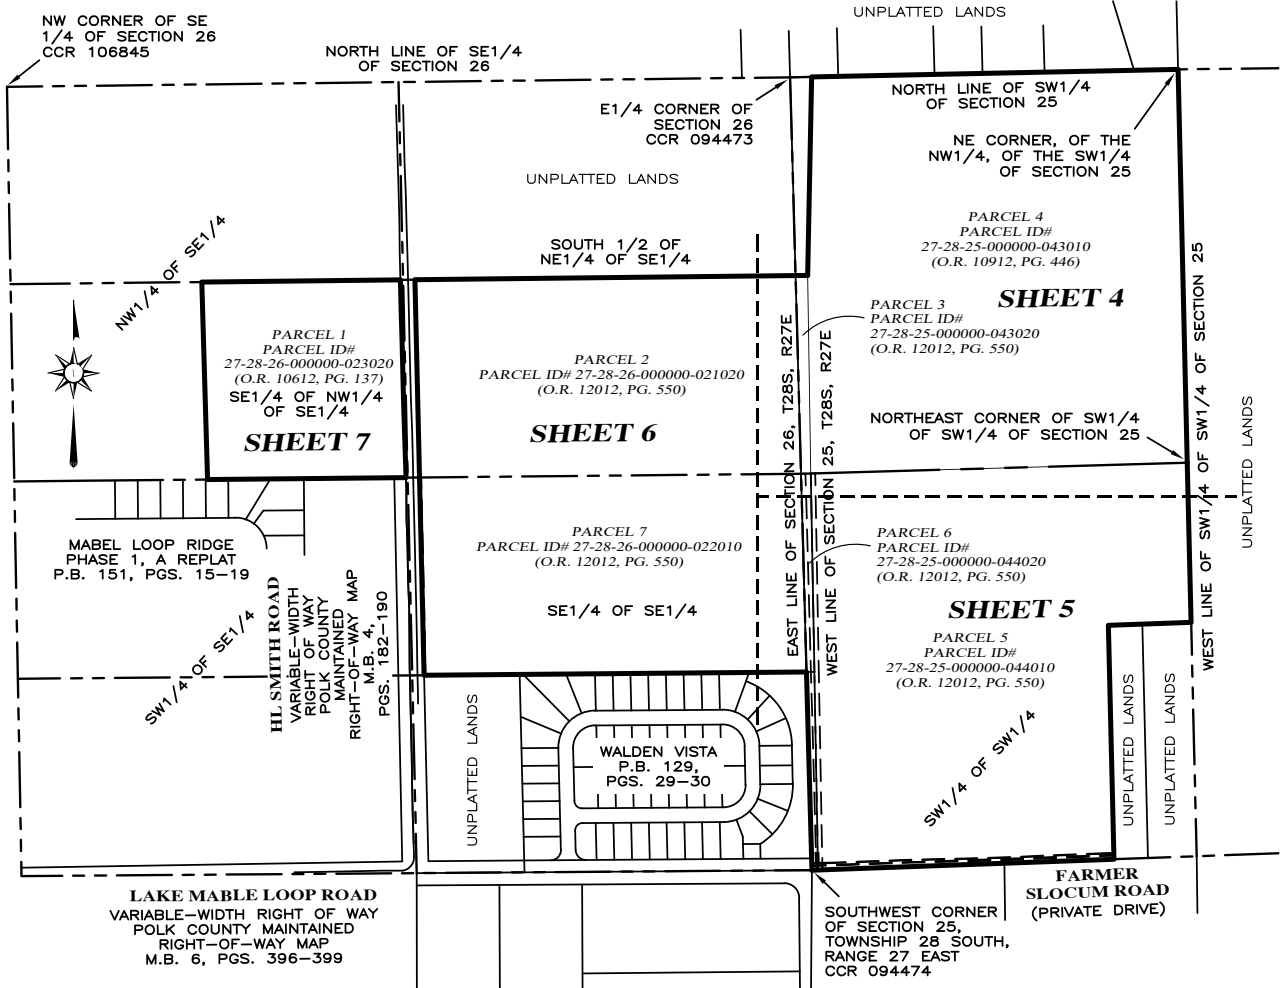 UNPLATTED LANDS
NW CORNER OF SE
1/4 OF SECTION 26
CCR 106845
NORTH LINE OF SE1/4
OF SECTION 26
E1/4 CORNER OF
SECTION 26
CCR 094473
NORTH LINE OF SW1/4
OF SECTION 25
NE CORNER, OF THE
NW1/4, OF THE SW1/4
OF SECTION 25
UNPLATTED LANDS
NW1/4 OF SE1/4
SOUTH 1/2 OF
NE1/4 OF SE1/4
PARCEL 4
PARCEL ID#
27-28-25-000000-043010
(O.R. 10912, PG. 446)
SHEET 4
PARCEL 3
PARCEL ID#
27-28-25-000000-043020
(O.R. 12012, PG. 550)
PARCEL 1
PARCEL ID#
27-28-26-000000-023020
(O.R. 10612, PG. 137)
SE1/4 OF NW1/4
OF SE1/4
SHEET 7
PARCEL 2
PARCEL ID# 27-28-26-000000-021020
(O.R. 12012, PG. 550)
SHEET 6
EAST LINE OF SECTION 26, T28S, R27E
WEST LINE OF SECTION 25, T28S, R27E
NORTHEAST CORNER OF SW1/4
OF SW1/4 OF SECTION 25
WEST LINE OF SW1/4 OF SW1/4 OF SECTION 25
UNPLATTED LANDS
MABEL LOOP RIDGE
PHASE 1, A REPLAT
P.B. 151, PGS. 15-19
PARCEL 7
PARCEL ID# 27-28-26-000000-022010
(O.R. 12012, PG. 550)
SE1/4 OF SE1/4
PARCEL 6
PARCEL ID#
27-28-25-000000-044020
(O.R. 12012, PG. 550)
SHEET 5
PARCEL 5
PARCEL ID#
27-28-25-000000-044010
(O.R. 12012, PG. 550)
SW1/4 OF SE1/4
HL SMITH ROAD
VARIABLE-WIDTH
RIGHT OF WAY
POLK COUNTY
MAINTAINED
RIGHT-OF-WAY MAP
M.B. 4,
PGS. 182-190
UNPLATTED LANDS
WALDEN VISTA
P.B. 129,
PGS. 29-30
SW1/4 OF SW1/4
UNPLATTED LANDS
UNPLATTED LANDS
LAKE MABLE LOOP ROAD
VARIABLE-WIDTH RIGHT OF WAY
POLK COUNTY MAINTAINED
RIGHT-OF-WAY MAP
M.B. 6, PGS. 396-399
FARMER
SLOCUM ROAD
(PRIVATE DRIVE)
SOUTHWEST CORNER
OF SECTION 25,
TOWNSHIP 28 SOUTH,
RANGE 27 EAST
CCR 094474